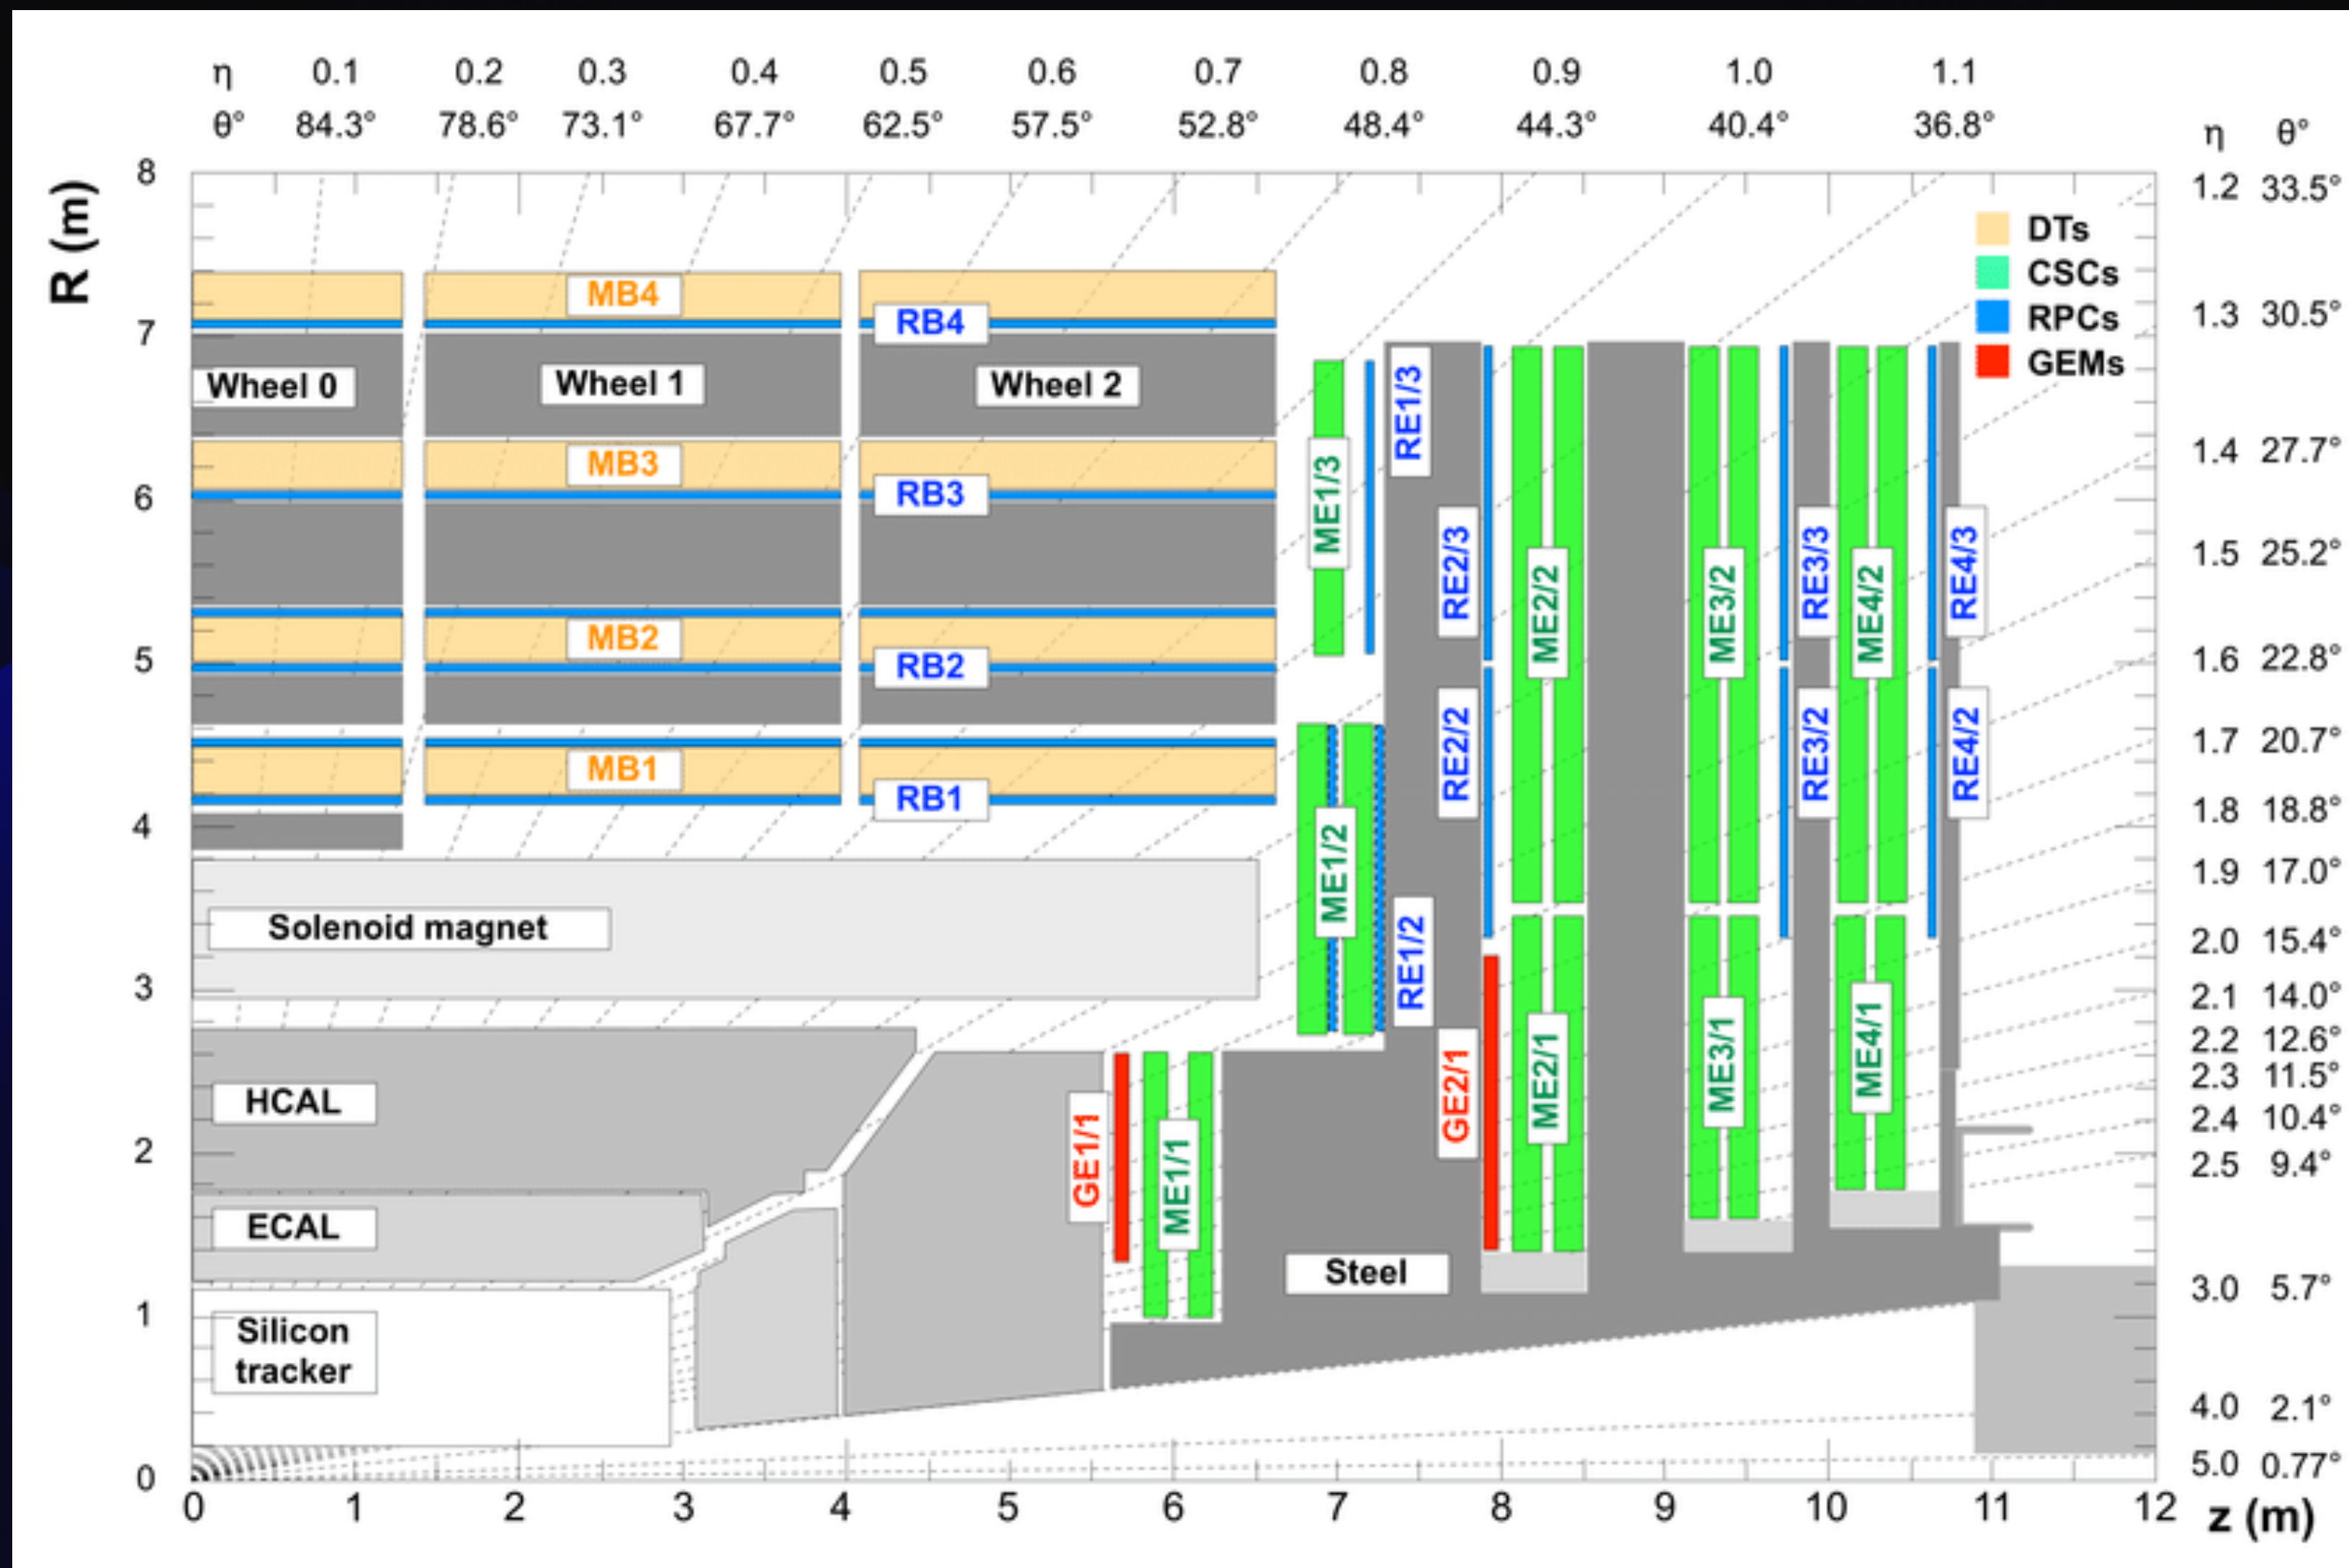 η 0.1 0.2 0.3 0.4 0.5 0.6 0.7 0.8 0.9 1.0 1.1
θ° 84.3° 78.6° 73.1° 67.7° 62.5° 57.5° 52.8° 48.4° 44.3° 40.4° 36.8°
η θ°
1.2 33.5°
1.3 30.5°
1.4 27.7°
1.5 25.2°
1.6 22.8°
1.7 20.7°
1.8 18.8°
1.9 17.0°
2.0 15.4°
2.1 14.0°
2.2 12.6°
2.3 11.5°
2.4 10.4°
2.5 9.4°
3.0 5.7°
4.0 2.1°
5.0 0.77°
R (m)
8
7
6
5
4
3
2
1
0
DTs
CSCs
RPCs
GEMs
MB4
RB4
Wheel 0
Wheel 1
Wheel 2
MB3
RB3
MB2
RB2
MB1
RB1
Solenoid magnet
HCAL
ECAL
Silicon
tracker
Steel
ME1/3
RE1/3
RE2/3
ME2/2
ME3/2
RE3/3
ME4/2
RE4/3
RE2/2
RE3/2
RE4/2
ME1/2
RE1/2
GE1/1
ME1/1
GE2/1
ME2/1
ME3/1
ME4/1
0 1 2 3 4 5 6 7 8 9 10 11 12
z (m)